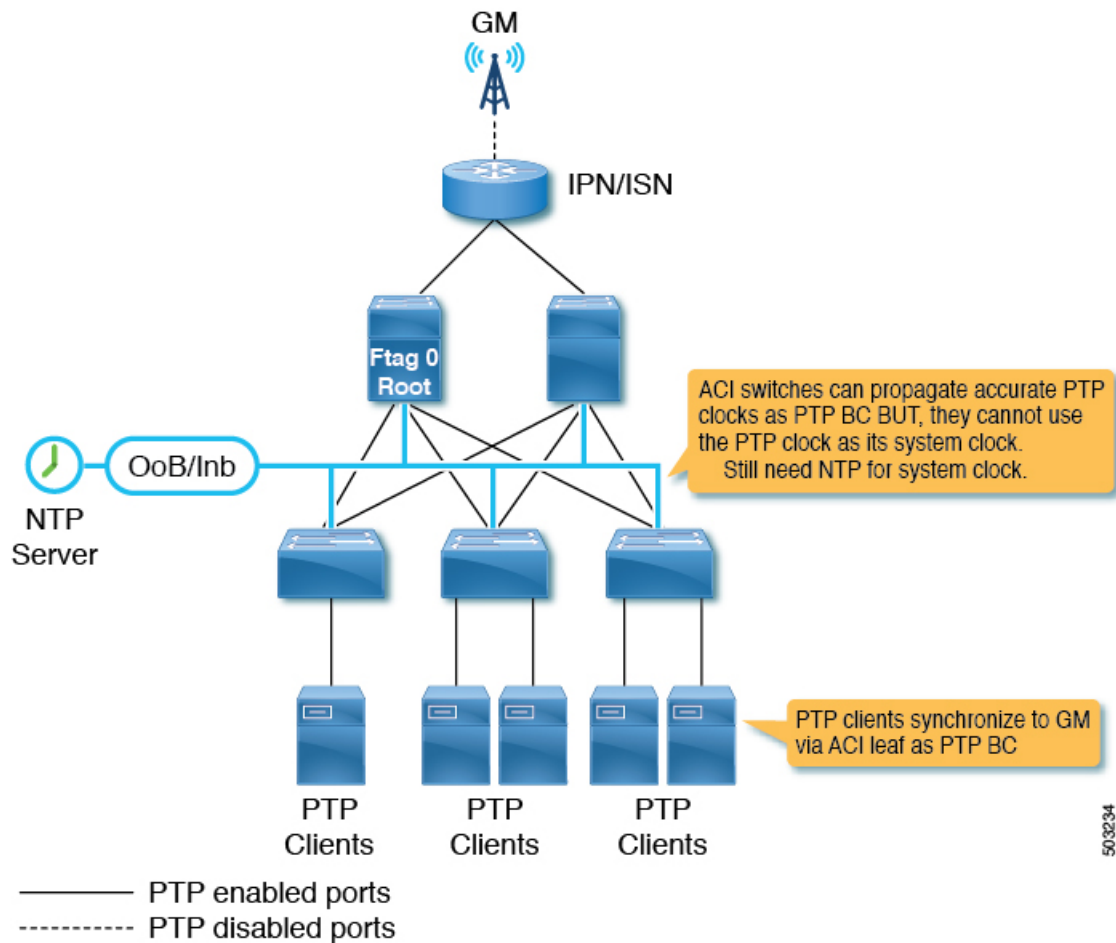 GM
IPN/ISN
Ftag 0
Root
ACI switches can propagate accurate PTP
clocks as PTP BC BUT, they cannot use
the PTP clock as its system clock.
Still need NTP for system clock.
OoB/Inb
NTP
Server
PTP clients synchronize to GM
via ACI leaf as PTP BC
PTP
Clients
PTP
Clients
PTP
Clients
503234
PTP enabled ports
PTP disabled ports